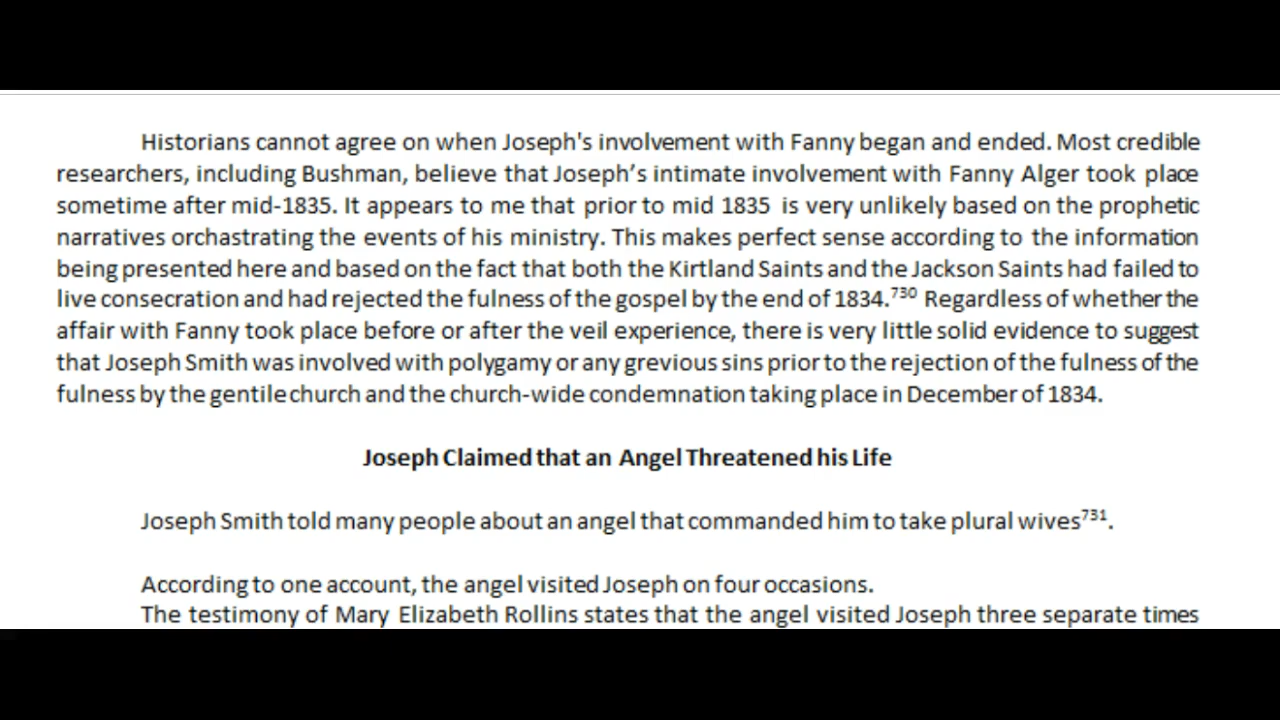 Historians cannot agree on when Joseph's involvement with Fanny began and ended. Most credible
researchers, including Bushman, believe that Joseph’s intimate involvement with Fanny Alger took place
sometime after mid-1835. It appears to me that prior to mid 1835 is very unlikely based on the prophetic
narratives orchastrating the events of his ministry. This makes perfect sense according to the information
being presented here and based on the fact that both the Kirtland Saints and the Jackson Saints had failed to
live consecration and had rejected the fulness of the gospel by the end of 1834.730 Regardless of whether the
affair with Fanny took place before or after the veil experience, there is very little solid evidence to suggest
that Joseph Smith was involved with polygamy or any grevious sins prior to the rejection of the fulness of the
fulness by the gentile church and the church-wide condemnation taking place in December of 1834.
Joseph Claimed that an Angel Threatened his Life
Joseph Smith told many people about an angel that commanded him to take plural wives731.
According to one account, the angel visited Joseph on four occasions.
The testimony of Mary Elizabeth Rollins states that the angel visited Joseph three separate times